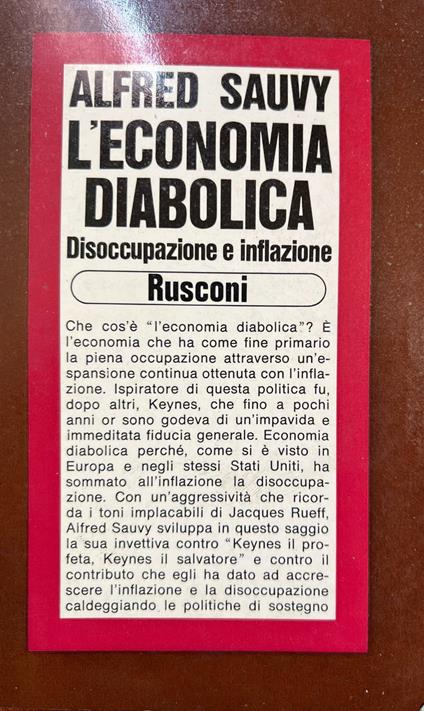 ALFRED SAUVY
L'ECONOMIA
DIABOLICA
Disoccupazione e inflazione
Rusconi
Che cos'è "l'economia diabolica"? È
l'economia che ha come fine primario
la piena occupazione attraverso un'e-
spansione continua ottenuta con l'infla-
zione. Ispiratore di questa politica fu,
dopo altri, Keynes, che fino a pochi
anni or sono godeva di un'impavida e
immeditata fiducia generale. Economia
diabolica perché, come si è visto in
Europa e negli stessi Stati Uniti, ha
sommato all'inflazione la disoccupa-
zione. Con un'aggressività che ricor-
da i toni implacabili di Jacques Rueff,
Alfred Sauvy sviluppa in questo saggio
la sua invettiva contro "Keynes il pro-
feta, Keynes il salvatore" e contro il
contributo che egli ha dato ad accre-
scere l'inflazione e la disoccupazione
caldeggiando le politiche di sostegno